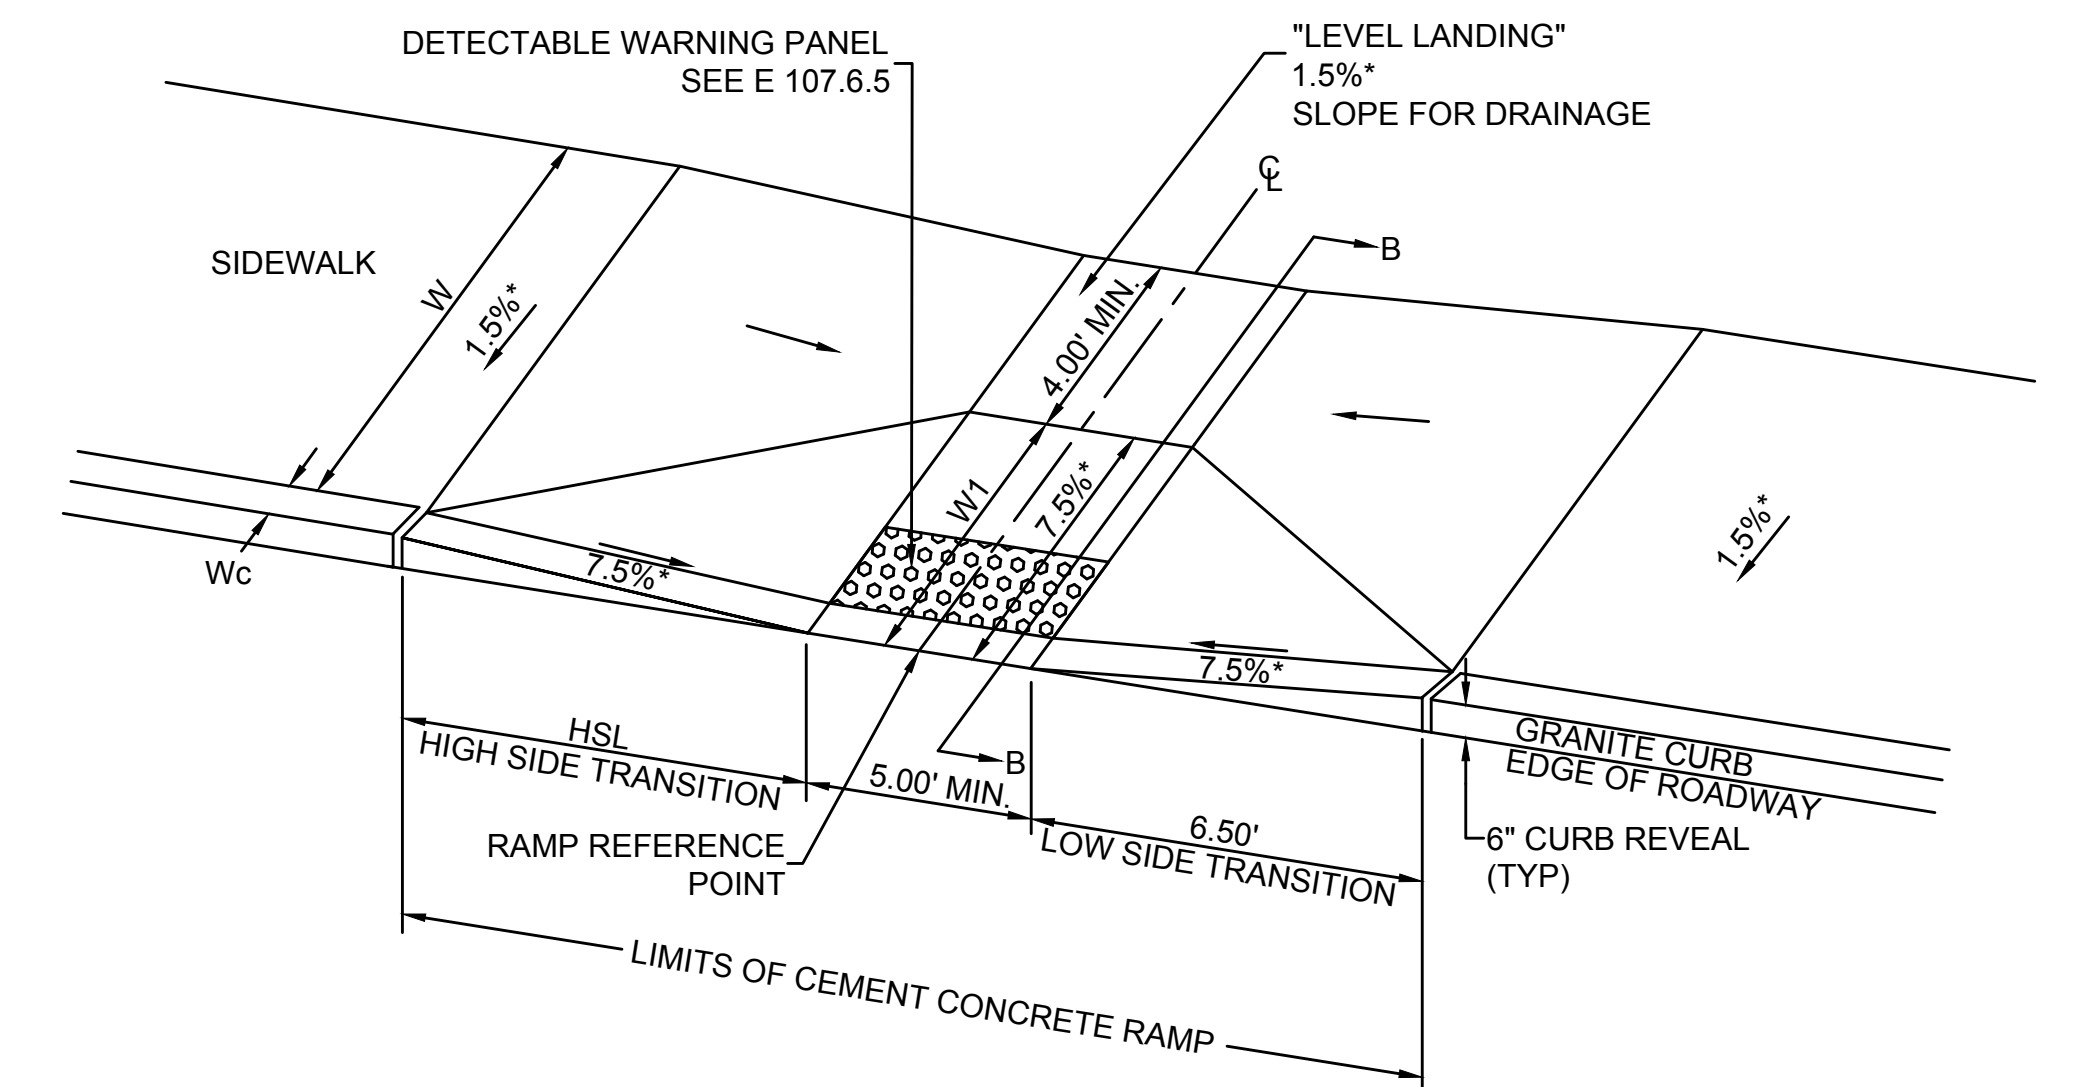 DETECTABLE WARNING PANEL
SEE E 107.6.5
"LEVEL LANDING"
1.5%*
SLOPE FOR DRAINAGE
℄
B
SIDEWALK
W
1.5%*
4.00' MIN.
W1
7.5%*
1.5%*
Wc
7.5%*
7.5%*
HSL
HIGH SIDE TRANSITION
B
5.00' MIN.
GRANITE CURB
EDGE OF ROADWAY
6.50'
LOW SIDE TRANSITION
6" CURB REVEAL
(TYP)
RAMP REFERENCE
POINT
LIMITS OF CEMENT CONCRETE RAMP